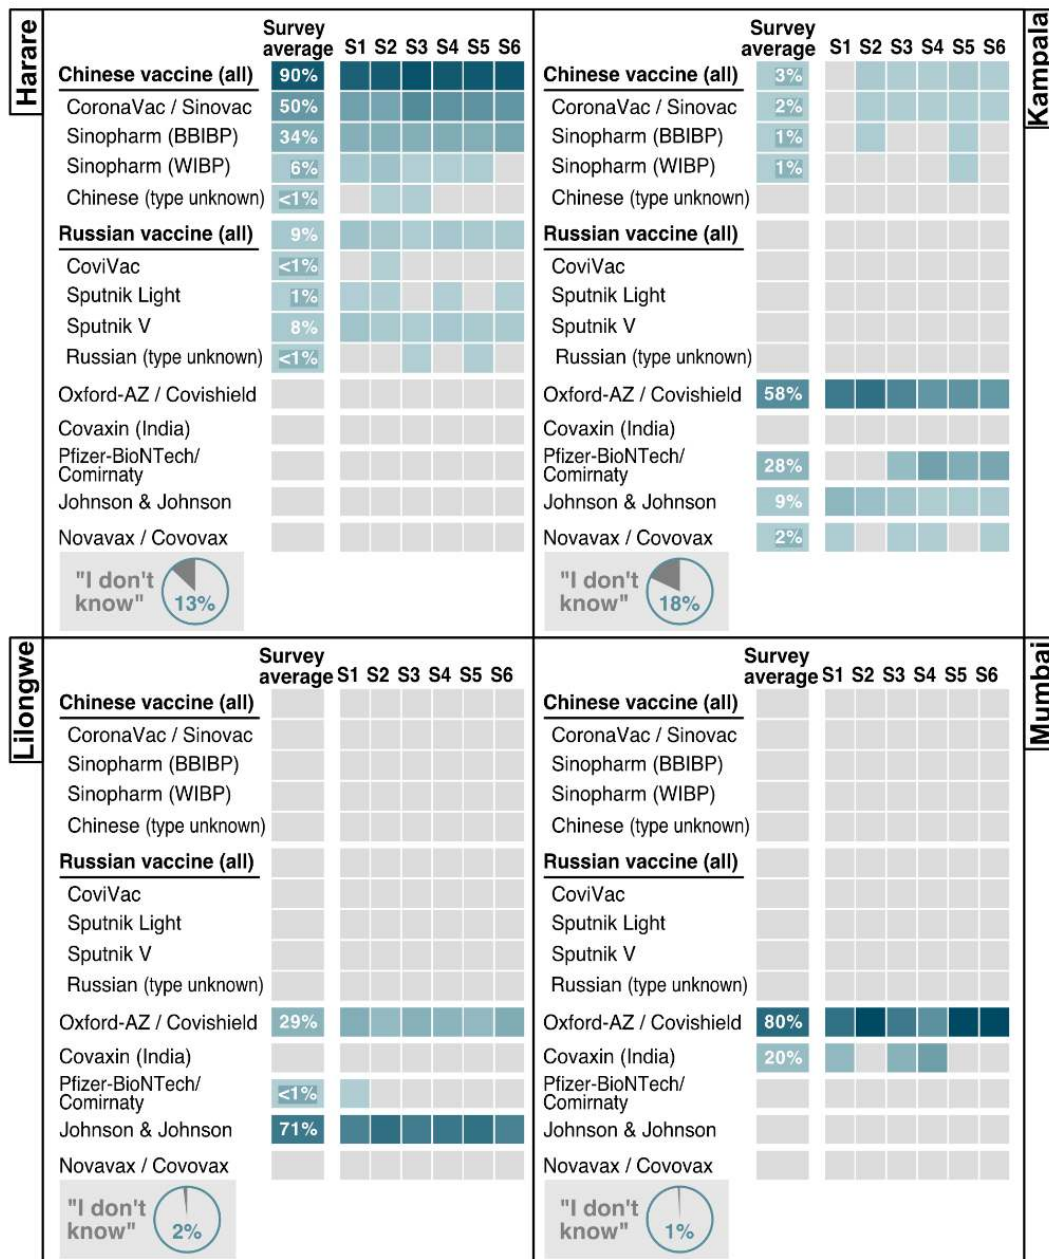 Harare
Survey
average S1 S2 S3 S4 S5 S6
Chinese vaccine (all) 90%
CoronaVac / Sinovac 50%
Sinopharm (BBIBP) 34%
Sinopharm (WIBP) 6%
Chinese (type unknown) <1%
Russian vaccine (all) 9%
CoviVac <1%
Sputnik Light 1%
Sputnik V 8%
Russian (type unknown) <1%
Oxford-AZ / Covishield
Covaxin (India)
Pfizer-BioNTech/
Comirnaty
Johnson & Johnson
Novavax / Covovax
"I don't
know" 13%
Kampala
Survey
average S1 S2 S3 S4 S5 S6
Chinese vaccine (all) 3%
CoronaVac / Sinovac 2%
Sinopharm (BBIBP) 1%
Sinopharm (WIBP) 1%
Chinese (type unknown)
Russian vaccine (all)
CoviVac
Sputnik Light
Sputnik V
Russian (type unknown)
Oxford-AZ / Covishield 58%
Covaxin (India)
Pfizer-BioNTech/
Comirnaty 28%
Johnson & Johnson 9%
Novavax / Covovax 2%
"I don't
know" 18%
Lilongwe
Survey
average S1 S2 S3 S4 S5 S6
Chinese vaccine (all)
CoronaVac / Sinovac
Sinopharm (BBIBP)
Sinopharm (WIBP)
Chinese (type unknown)
Russian vaccine (all)
CoviVac
Sputnik Light
Sputnik V
Russian (type unknown)
Oxford-AZ / Covishield 29%
Covaxin (India)
Pfizer-BioNTech/
Comirnaty <1%
Johnson & Johnson 71%
Novavax / Covovax
"I don't
know" 2%
Mumbai
Survey
average S1 S2 S3 S4 S5 S6
Chinese vaccine (all)
CoronaVac / Sinovac
Sinopharm (BBIBP)
Sinopharm (WIBP)
Chinese (type unknown)
Russian vaccine (all)
CoviVac
Sputnik Light
Sputnik V
Russian (type unknown)
Oxford-AZ / Covishield 80%
Covaxin (India) 20%
Pfizer-BioNTech/
Comirnaty
Johnson & Johnson
Novavax / Covovax
"I don't
know" 1%